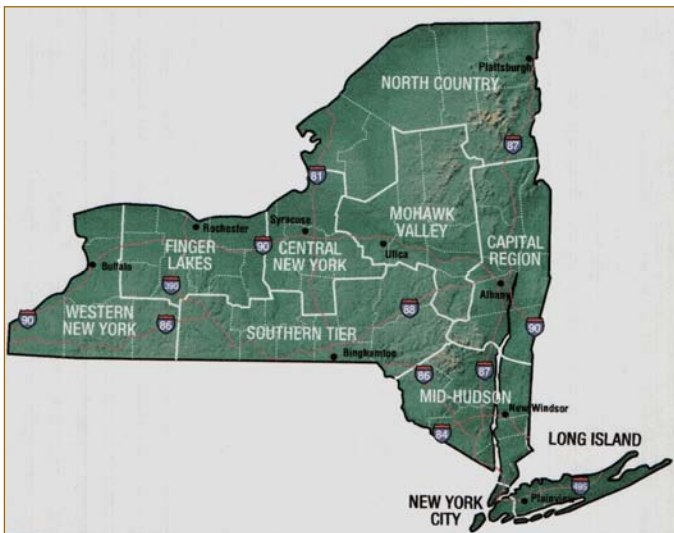 Plattsburgh
NORTH COUNTRY
87
81
MOHAWK
VALLEY
Rochester
Syracuse
90
FINGER
LAKES
CENTRAL
NEW YORK
Utica
CAPITAL
REGION
Buffalo
390
Albany
WESTERN
NEW YORK
90
86
SOUTHERN TIER
88
90
Binghamton
86
87
MID-HUDSON
New Windsor
84
LONG ISLAND
495
Plainview
NEW YORK
CITY